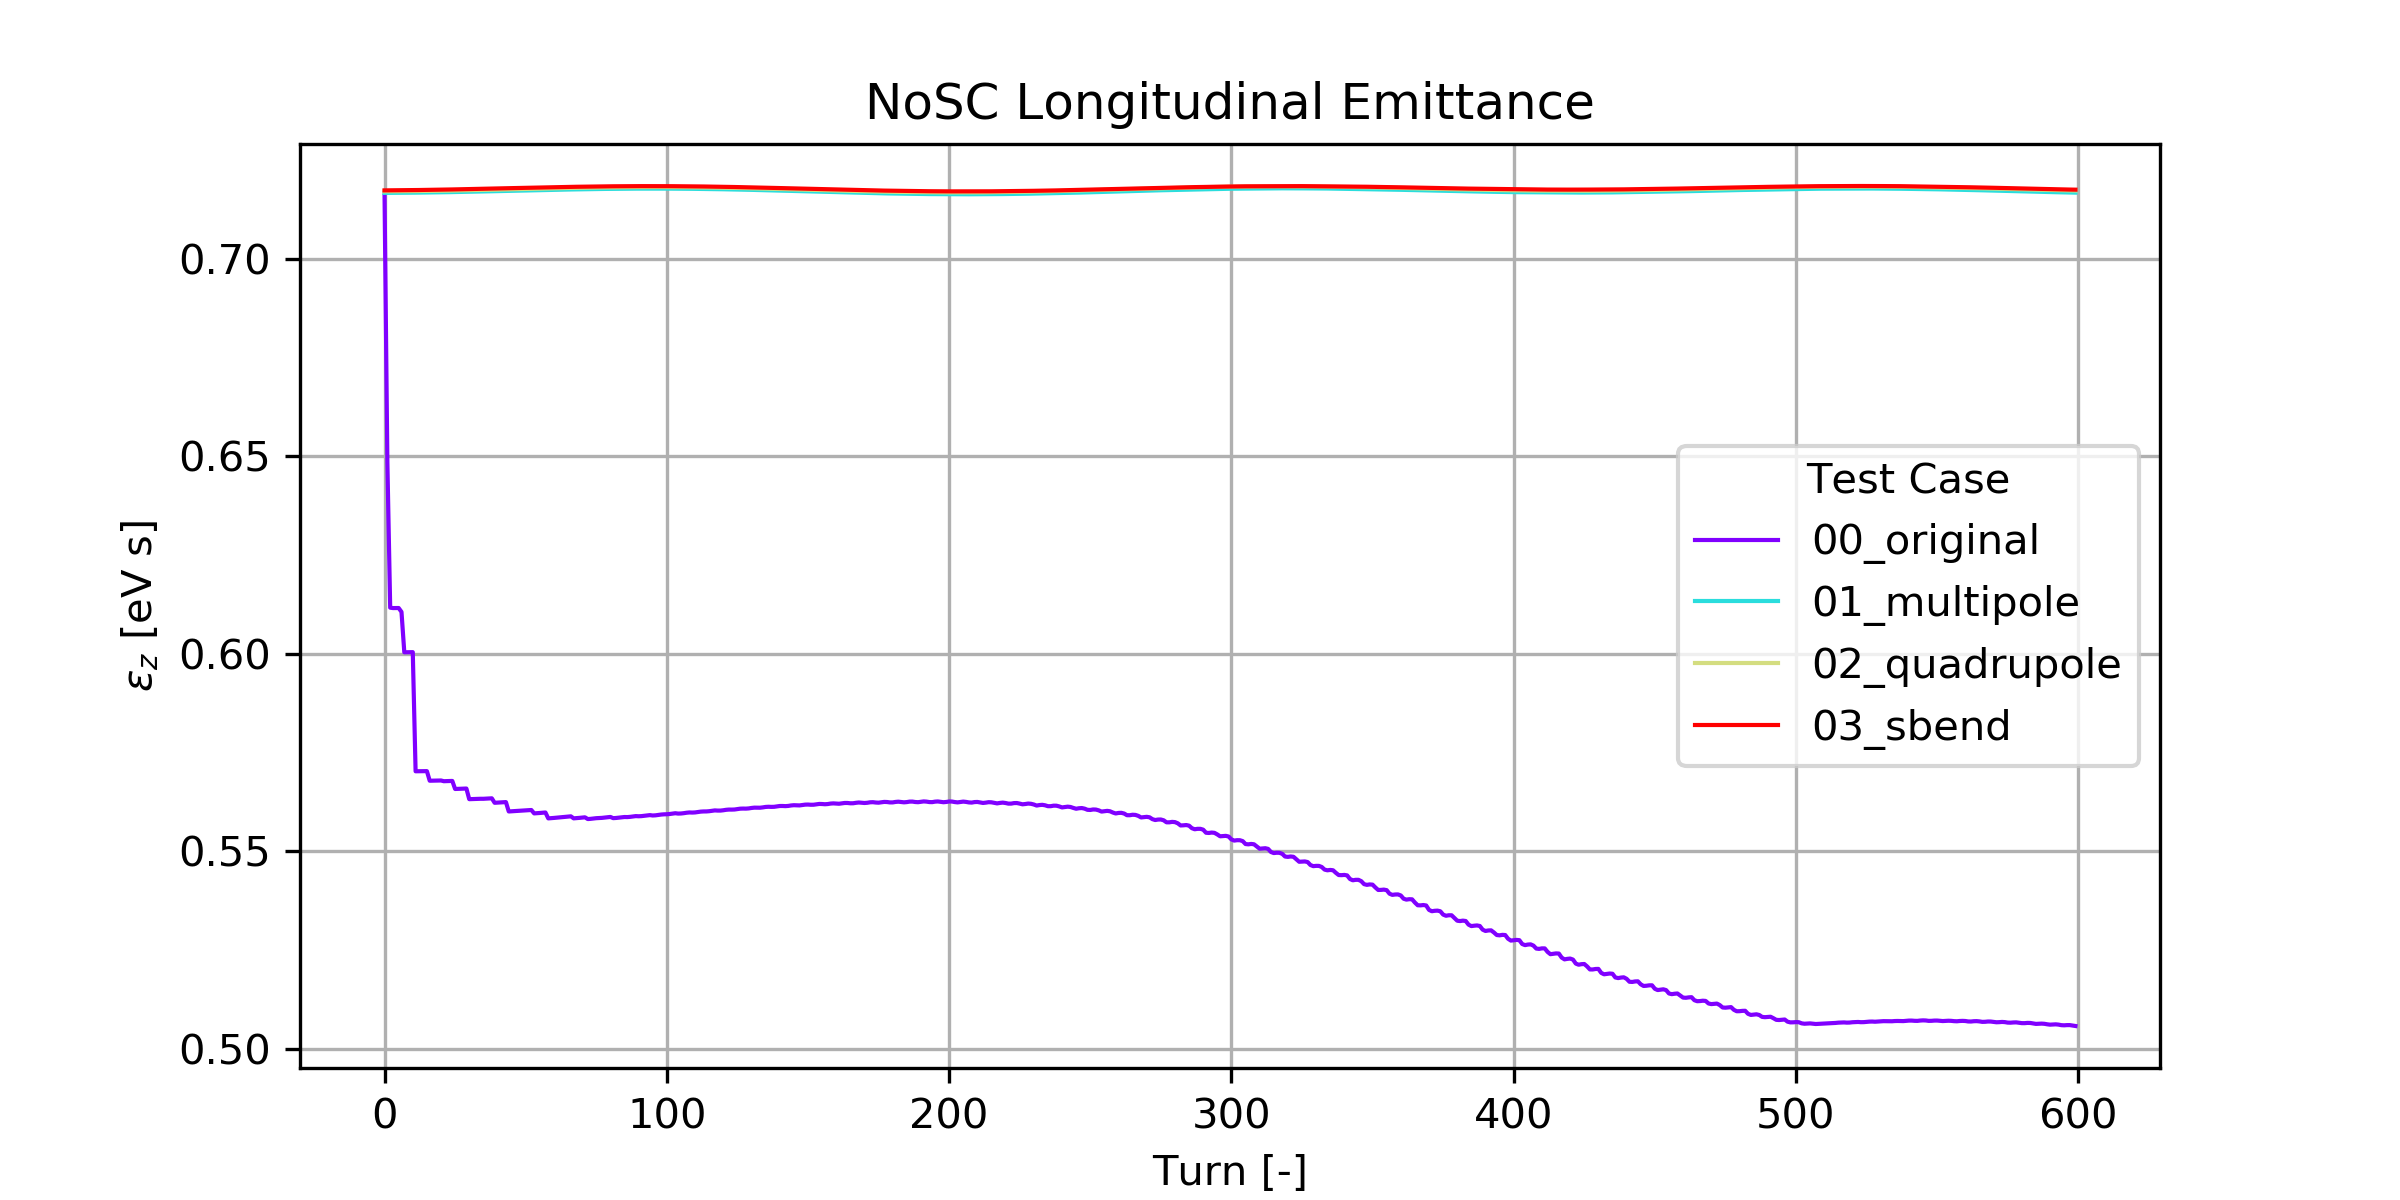 NoSC Longitudinal Emittance
ε_z [eV s]
0.70
0.65
0.60
0.55
0.50
Test Case
00_original
01_multipole
02_quadrupole
03_sbend
0 100 200 300 400 500 600
Turn [-]